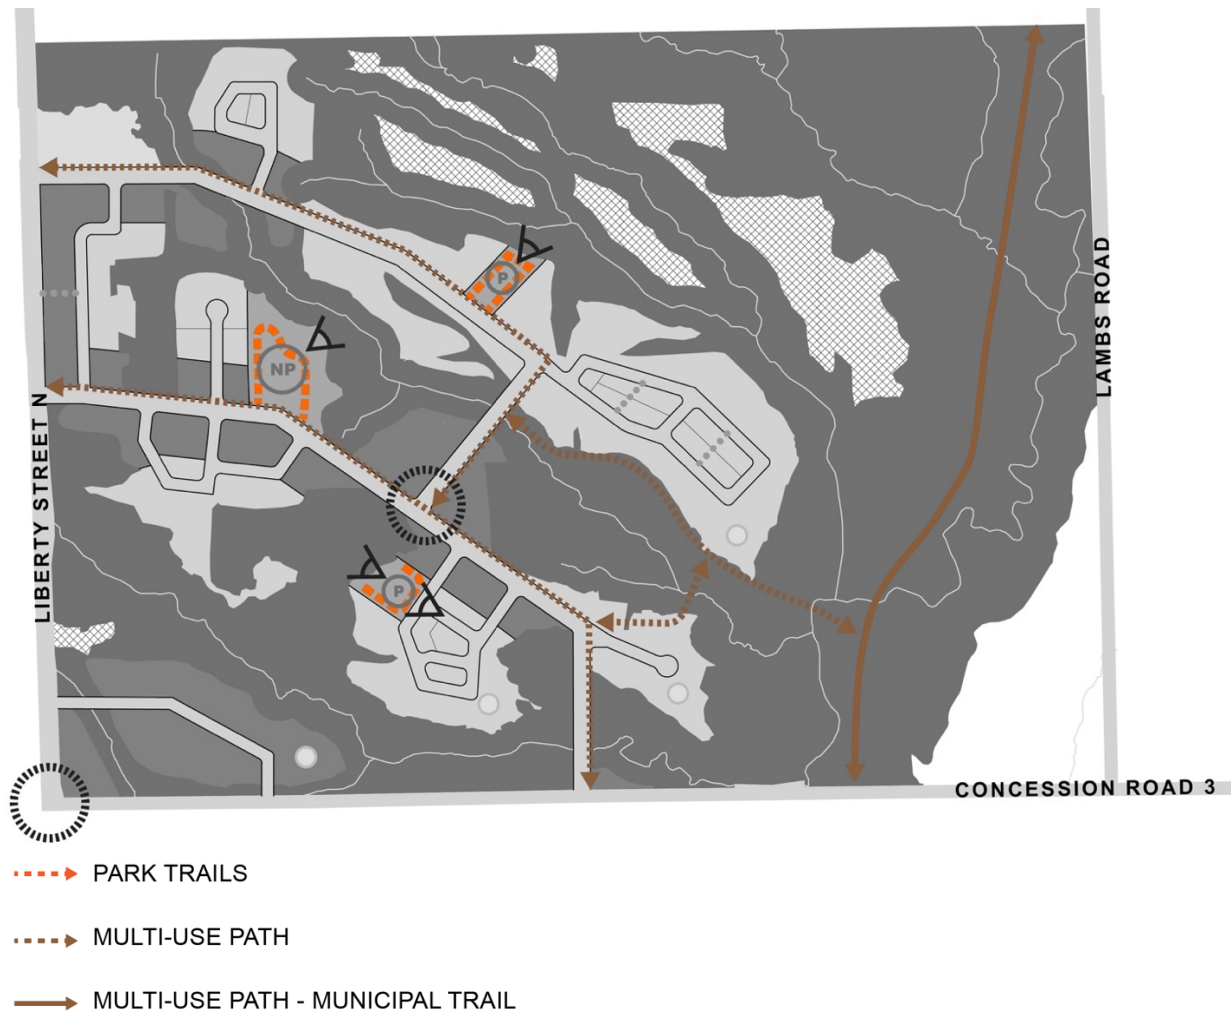 P
LAMBS ROAD
NP
LIBERTY STREET N
P
CONCESSION ROAD 3
PARK TRAILS
MULTI-USE PATH
MULTI-USE PATH - MUNICIPAL TRAIL